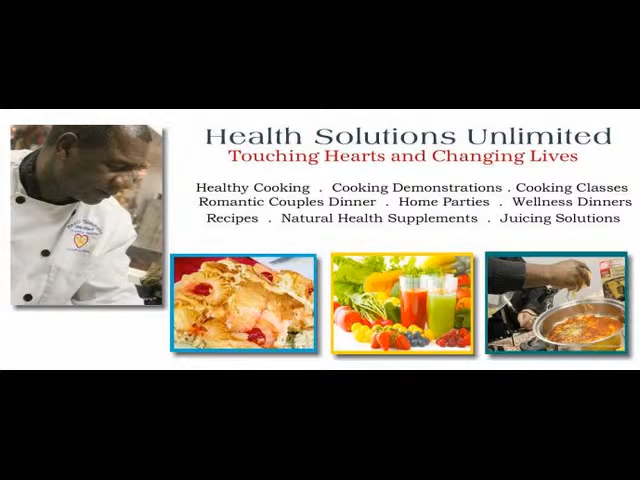 Health Solutions Unlimited
Touching Hearts and Changing Lives
Healthy Cooking . Cooking Demonstrations . Cooking Classes
Romantic Couples Dinner . Home Parties . Wellness Dinners
Recipes . Natural Health Supplements . Juicing Solutions